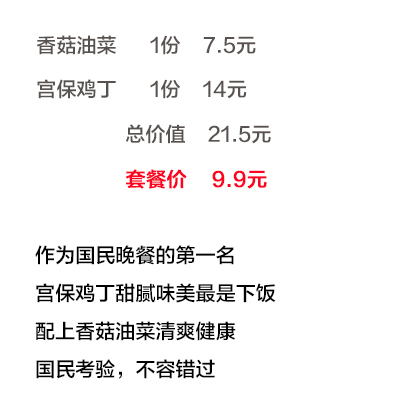 香菇油菜 1份 7.5元
宫保鸡丁 1份 14元
总价值 21.5元
套餐价 9.9元
作为国民晚餐的第一名
宫保鸡丁甜腻味美最是下饭
配上香菇油菜清爽健康
国民考验，不容错过